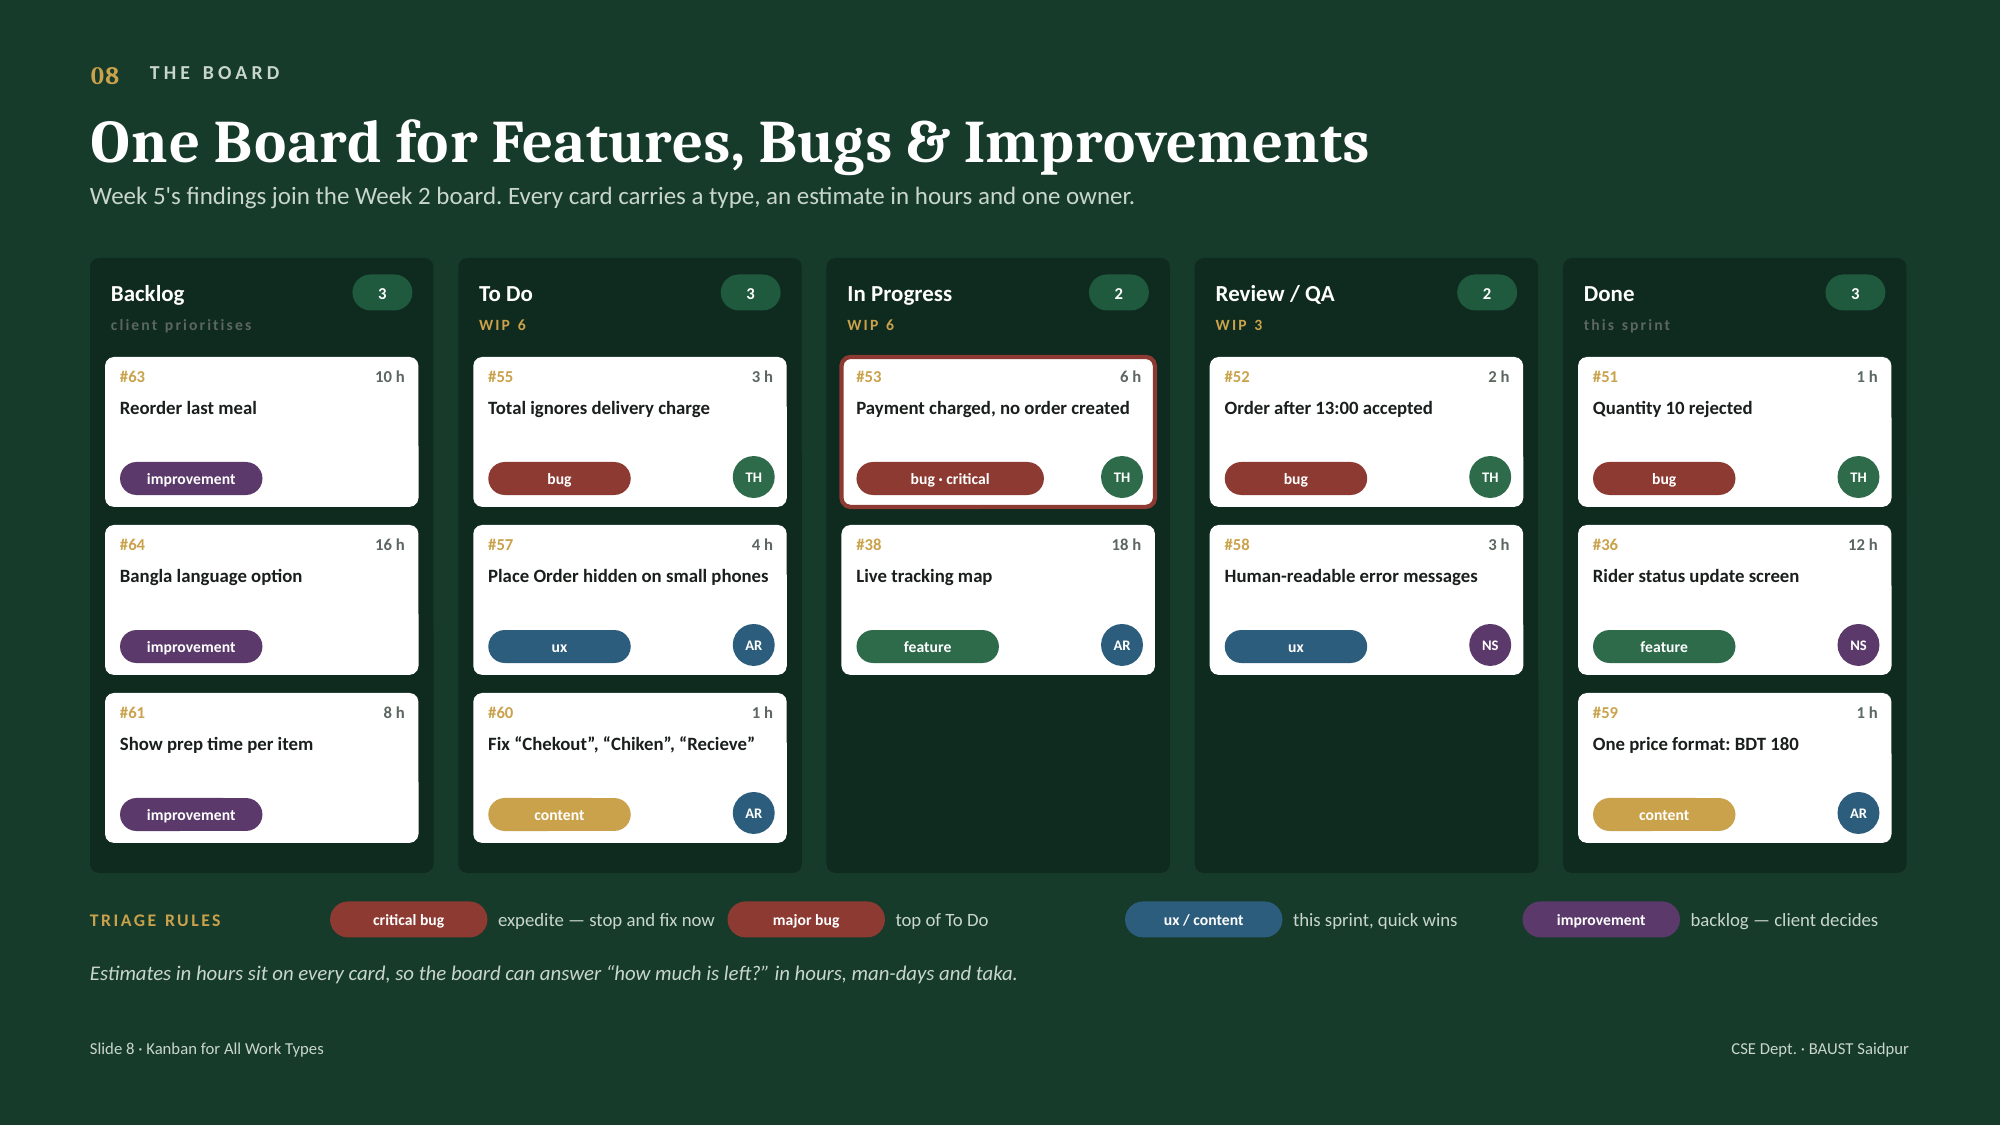 08 THE BOARD
One Board for Features, Bugs & Improvements
Week 5's findings join the Week 2 board. Every card carries a type, an estimate in hours and one owner.
Backlog 3
client prioritises
#63 10 h
Reorder last meal
improvement
#64 16 h
Bangla language option
improvement
#61 8 h
Show prep time per item
improvement
To Do 3
WIP 6
#55 3 h
Total ignores delivery charge
bug TH
#57 4 h
Place Order hidden on small phones
ux AR
#60 1 h
Fix “Chekout”, “Chiken”, “Recieve”
content AR
In Progress 2
WIP 6
#53 6 h
Payment charged, no order created
bug · critical TH
#38 18 h
Live tracking map
feature AR
Review / QA 2
WIP 3
#52 2 h
Order after 13:00 accepted
bug TH
#58 3 h
Human-readable error messages
ux NS
Done 3
this sprint
#51 1 h
Quantity 10 rejected
bug TH
#36 12 h
Rider status update screen
feature NS
#59 1 h
One price format: BDT 180
content AR
TRIAGE RULES critical bug expedite — stop and fix now major bug top of To Do ux / content this sprint, quick wins improvement backlog — client decides
Estimates in hours sit on every card, so the board can answer “how much is left?” in hours, man-days and taka.
Slide 8 · Kanban for All Work Types CSE Dept. · BAUST Saidpur